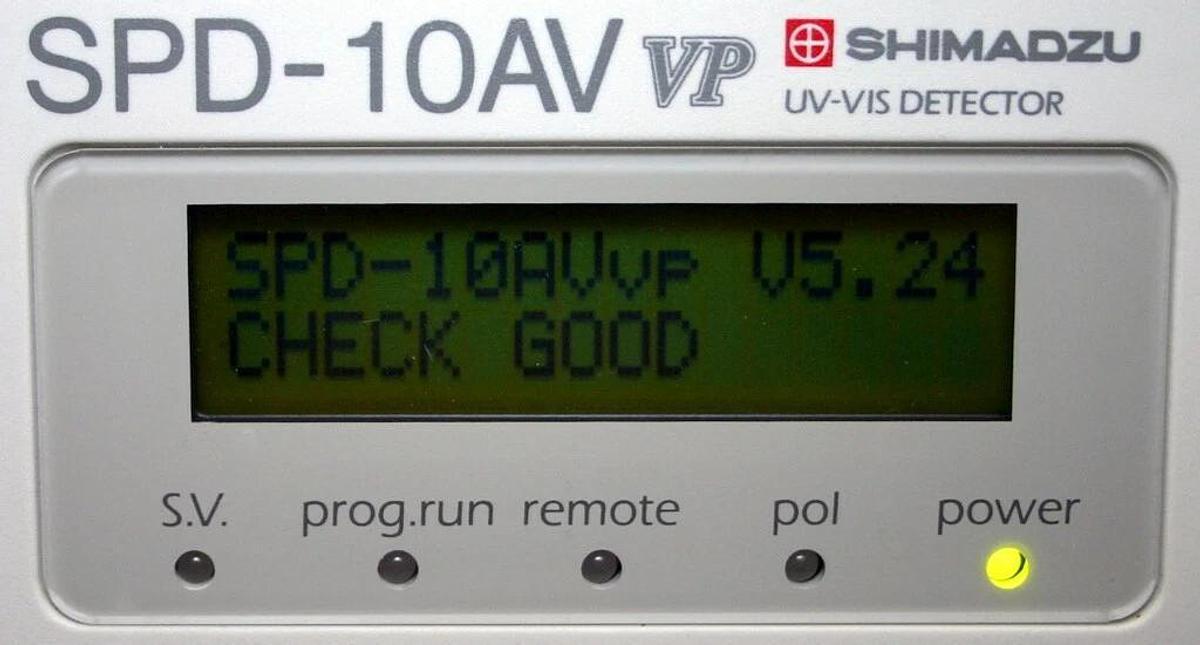 SPD-10AV VP SHIMADZU
UV-VIS DETECTOR
SPD-10AVvp V5.24
CHECK GOOD
S.V. prog.run remote pol power